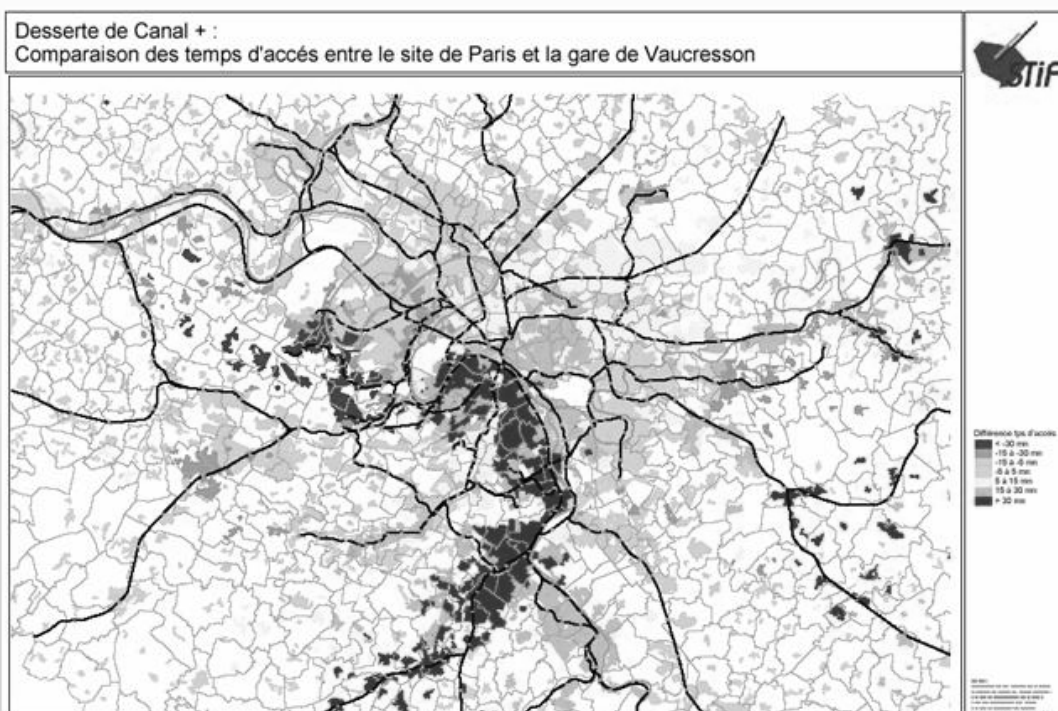 Desserte de Canal + :
Comparaison des temps d'accés entre le site de Paris et la gare de Vaucresson
STIF
Différence tps d'accès
< -30 mn
-15 à -30 mn
-15 à -5 mn
-5 à 5 mn
5 à 15 mn
15 à 30 mn
+ 30 mn